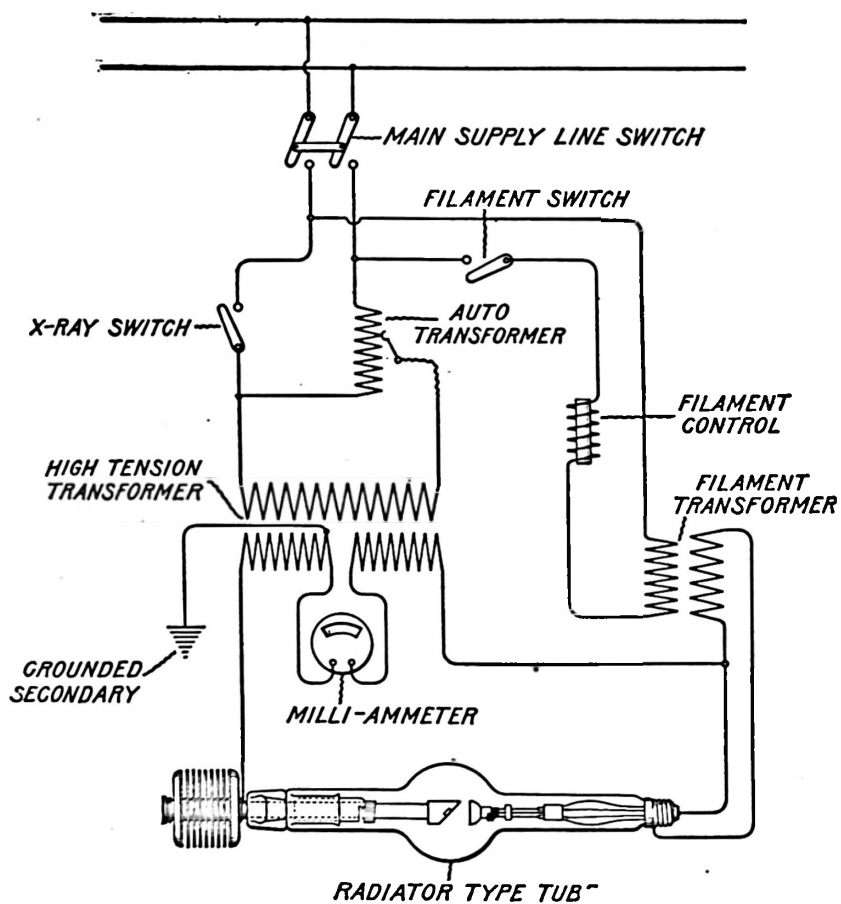 MAIN SUPPLY LINE SWITCH
FILAMENT SWITCH
X-RAY SWITCH
AUTO
TRANSFORMER
FILAMENT
CONTROL
HIGH TENSION
TRANSFORMER
FILAMENT
TRANSFORMER
GROUNDED
SECONDARY
MILLI-AMMETER
RADIATOR TYPE TUB